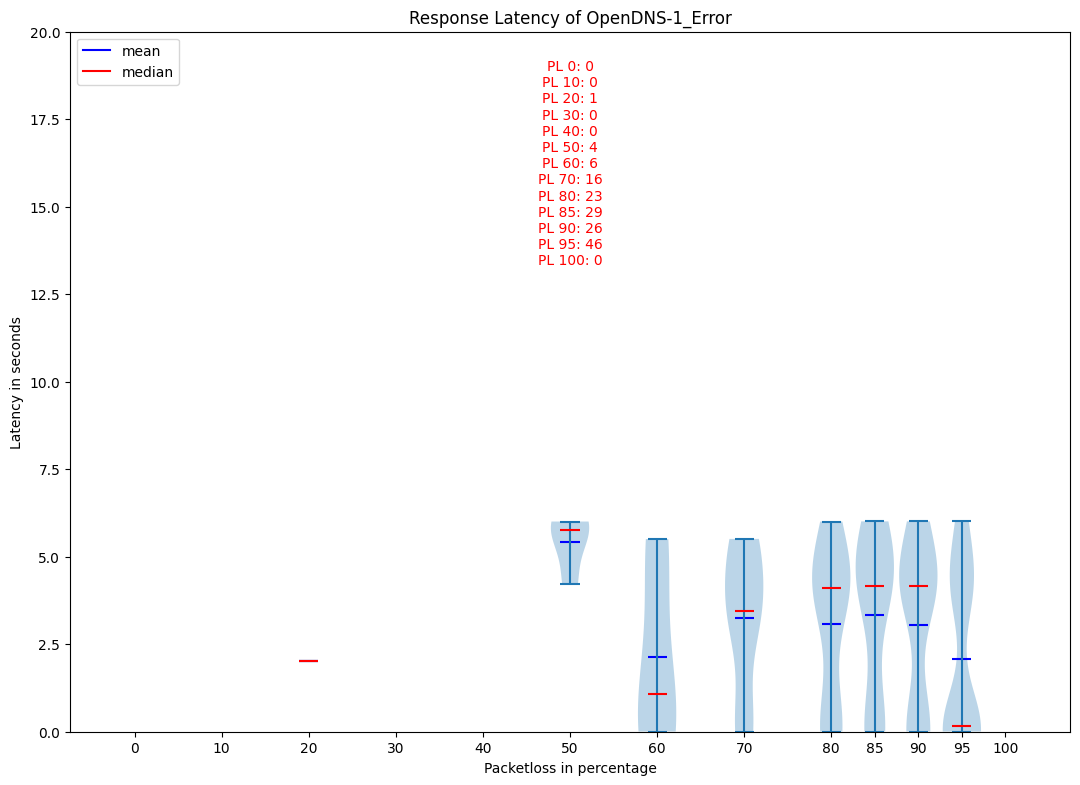 Response Latency of OpenDNS-1_Error
20.0
17.5
15.0
12.5
10.0
7.5
5.0
2.5
0.0
Latency in seconds
mean
median
PL 0: 0
PL 10: 0
PL 20: 1
PL 30: 0
PL 40: 0
PL 50: 4
PL 60: 6
PL 70: 16
PL 80: 23
PL 85: 29
PL 90: 26
PL 95: 46
PL 100: 0
0 10 20 30 40 50 60 70 80 85 90 95 100
Packetloss in percentage